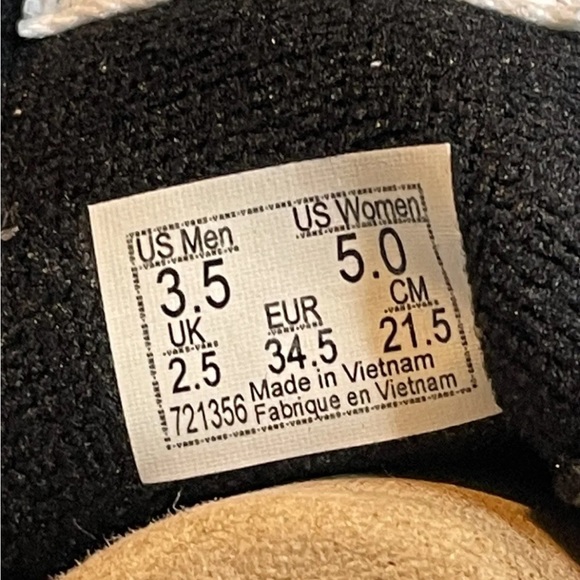 US Men US Women
3.5 5.0
UK EUR CM
2.5 34.5 21.5
Made in Vietnam
721356 Fabrique en Vietnam